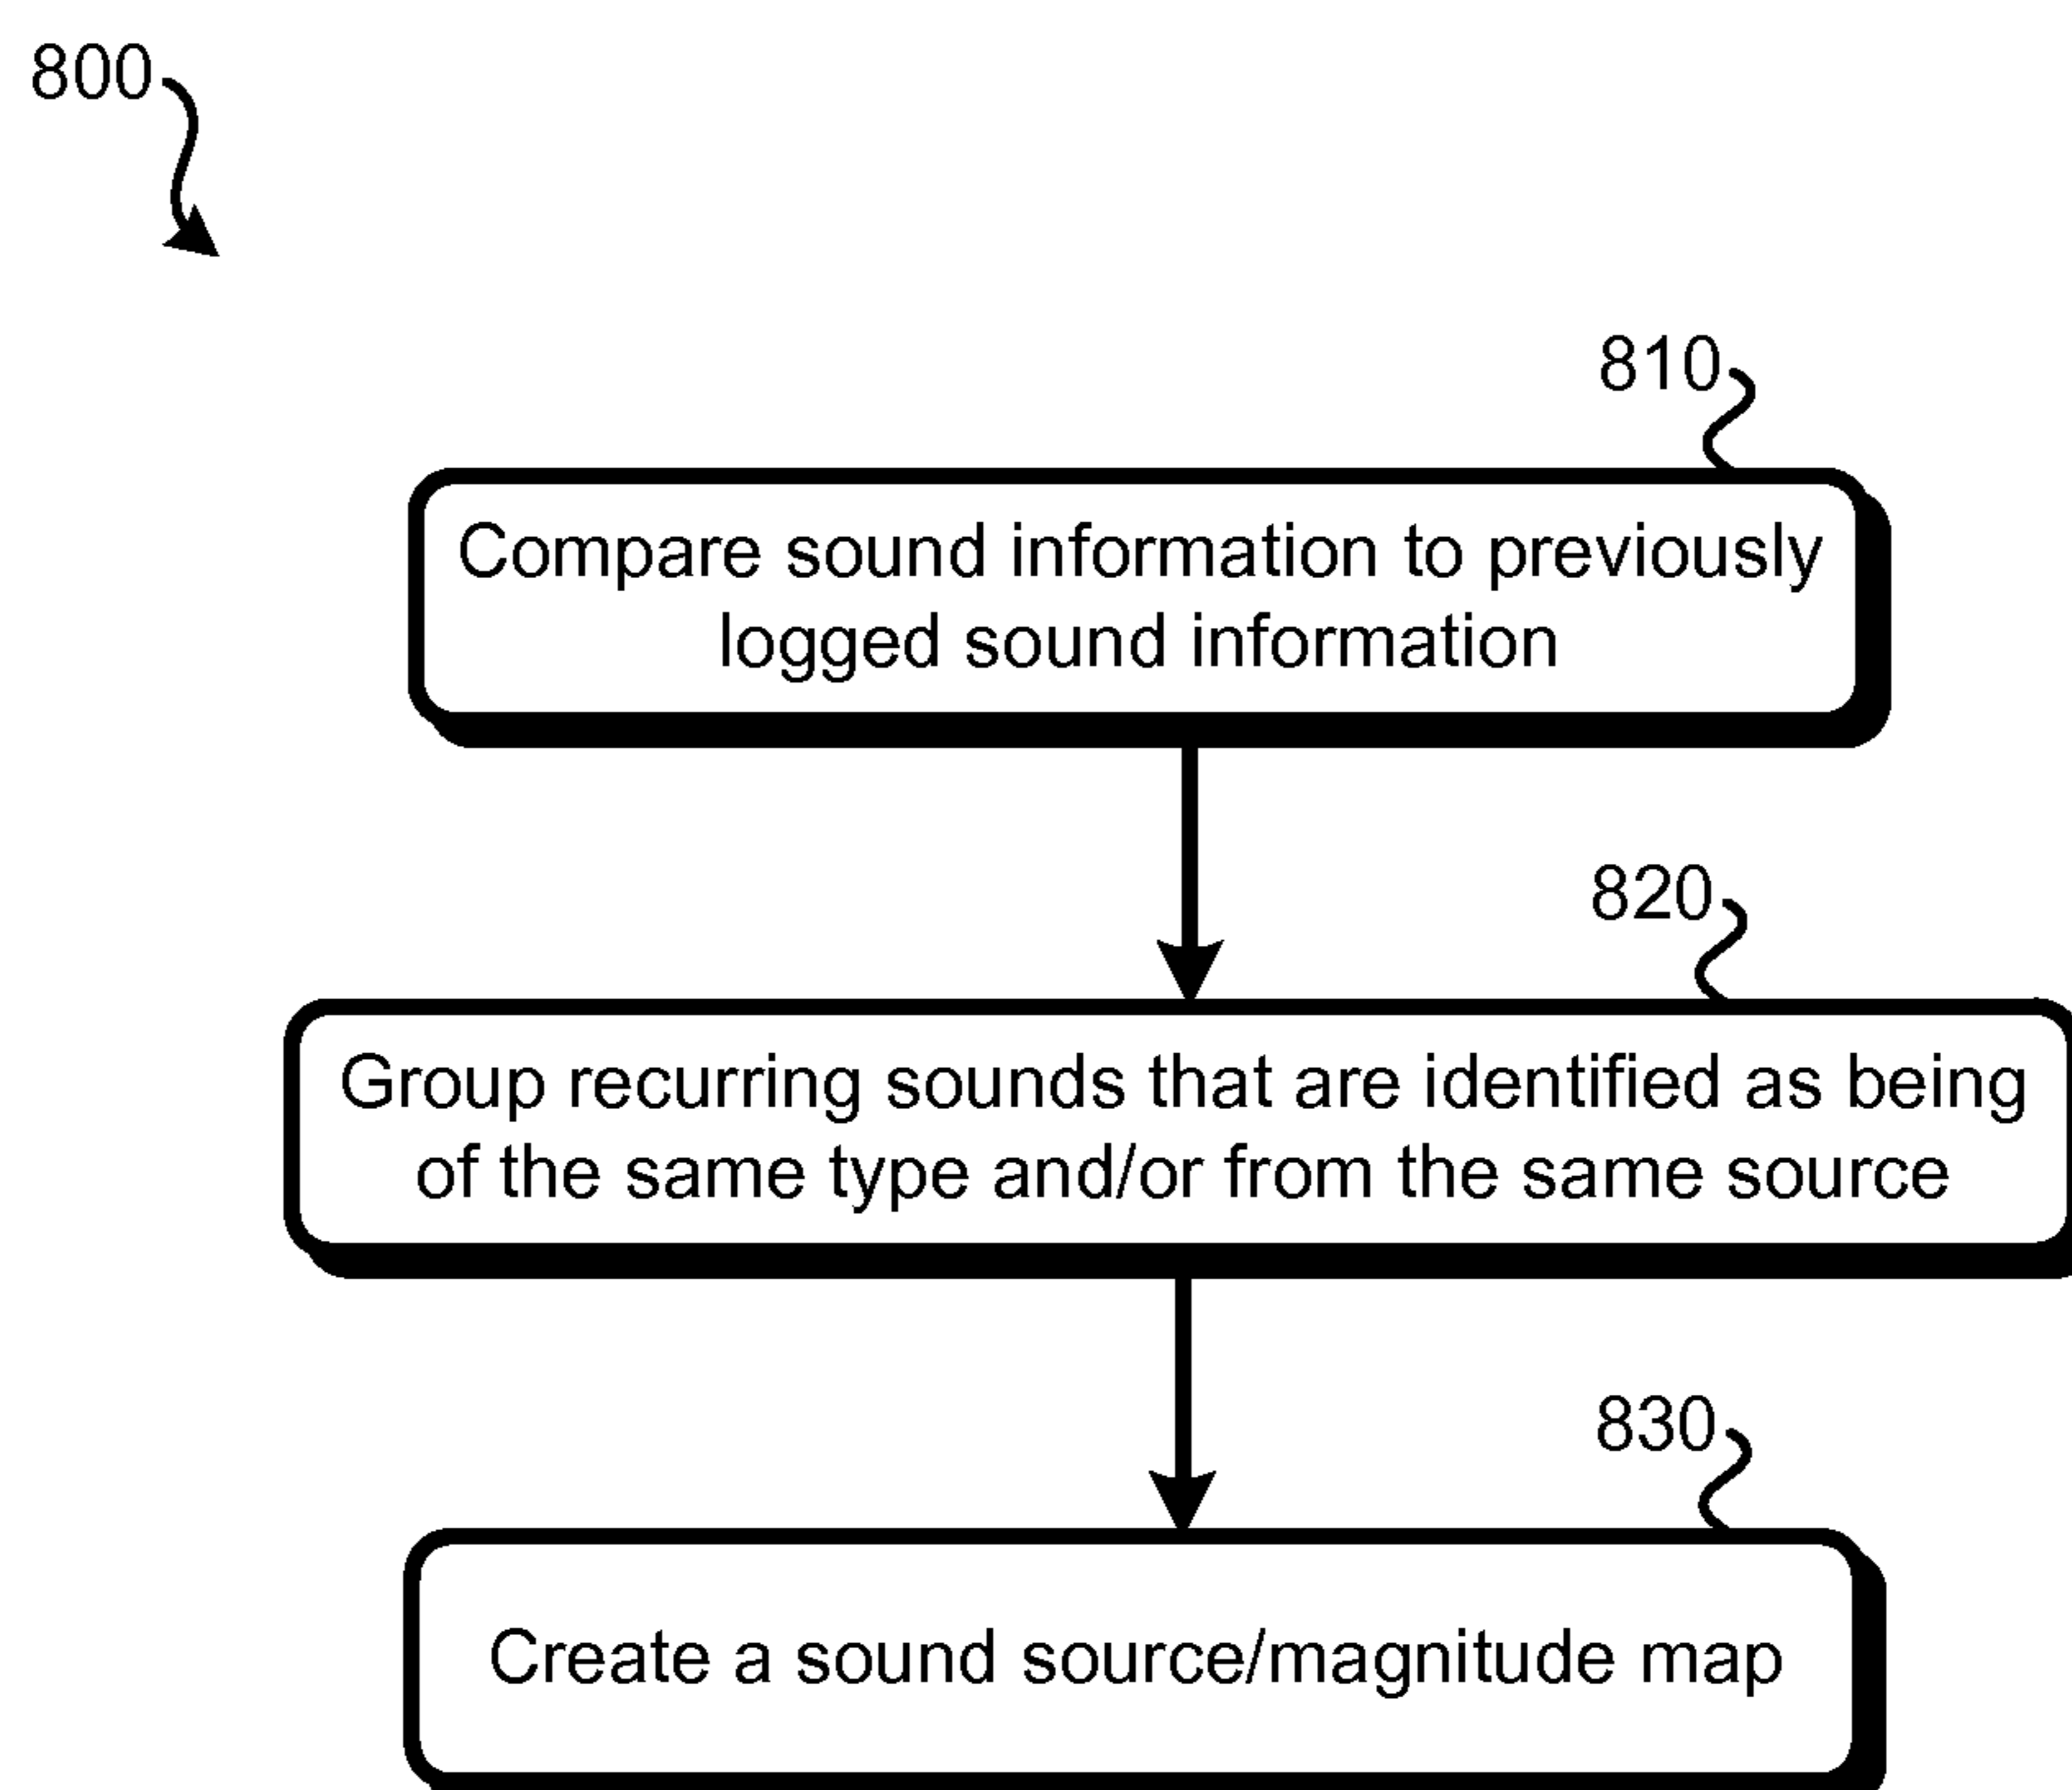 800
810
Compare sound information to previously
logged sound information
820
Group recurring sounds that are identified as being
of the same type and/or from the same source
830
Create a sound source/magnitude map